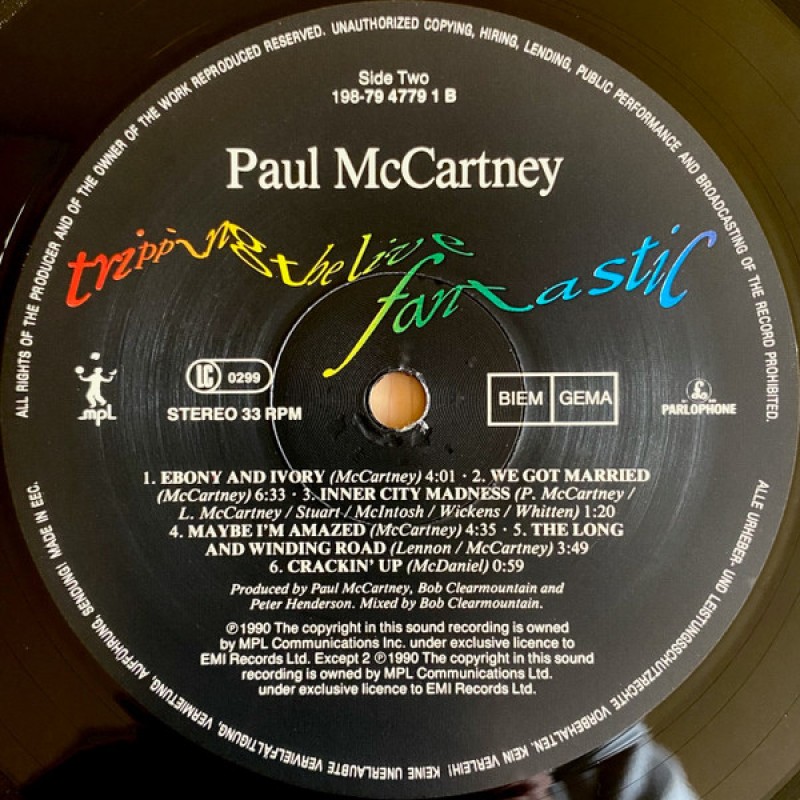 ALL RIGHTS OF THE PRODUCER AND OF THE OWNER OF THE WORK REPRODUCED RESERVED. UNAUTHORIZED COPYING, HIRING, LENDING, PUBLIC PERFORMANCE AND BROADCASTING OF THE RECORD PROHIBITED.
Side Two
198-79 4779 1 B
Paul McCartney
tripping the live
fantastic
LC 0299
mpl
STEREO 33 RPM
BIEM GEMA
PARLOPHONE
1. EBONY AND IVORY (McCartney) 4:01 · 2. WE GOT MARRIED
(McCartney) 6:33 · 3. INNER CITY MADNESS (P. McCartney /
L. McCartney / Stuart / McIntosh / Wickens / Whitten) 1:20
4. MAYBE I'M AMAZED (McCartney) 4:35 · 5. THE LONG
AND WINDING ROAD (Lennon / McCartney) 3:49
6. CRACKIN' UP (McDaniel) 0:59
Produced by Paul McCartney, Bob Clearmountain and
Peter Henderson. Mixed by Bob Clearmountain.
℗1990 The copyright in this sound recording is owned
by MPL Communications Inc. under exclusive licence to
EMI Records Ltd. Except 2 ℗1990 The copyright in this sound
recording is owned by MPL Communications Ltd.
under exclusive licence to EMI Records Ltd.
ALLE URHEBER- UND LEISTUNGSSCHUTZRECHTE VORBEHALTEN. KEIN VERLEIH! KEINE UNERLAUBTE VERVIELFÄLTIGUNG, VERMIETUNG, AUFFÜHRUNG, SENDUNG! MADE IN EEC.